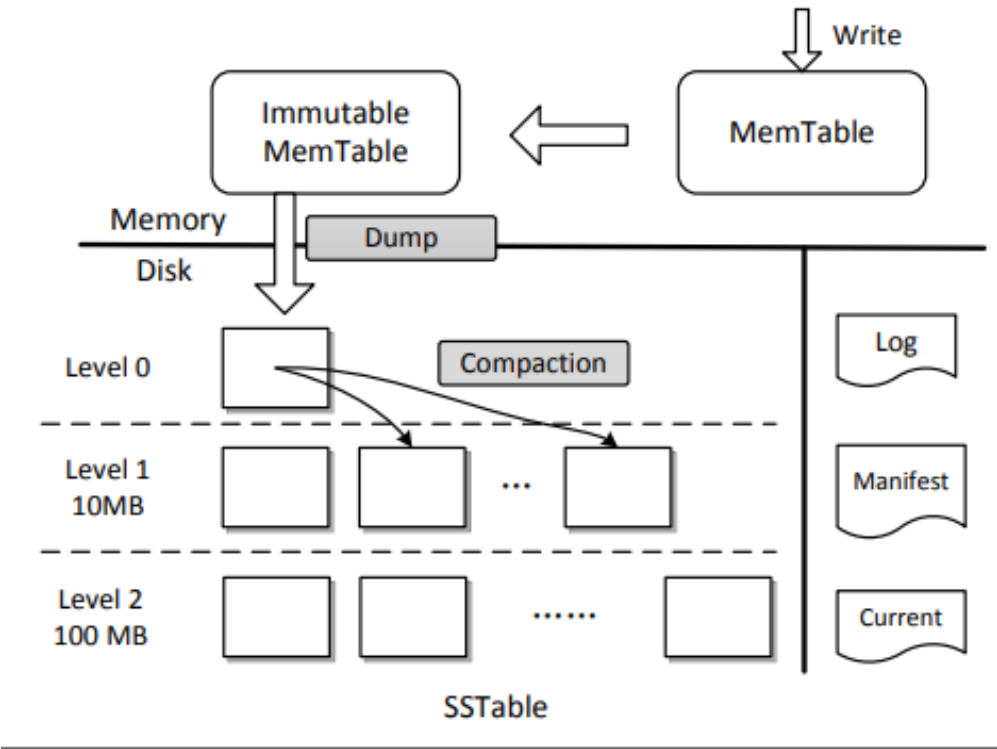 Write
Immutable
MemTable
MemTable
Memory
Dump
Disk
Level 0
Compaction
Log
Level 1
10MB
...
Manifest
Level 2
100 MB
......
Current
SSTable